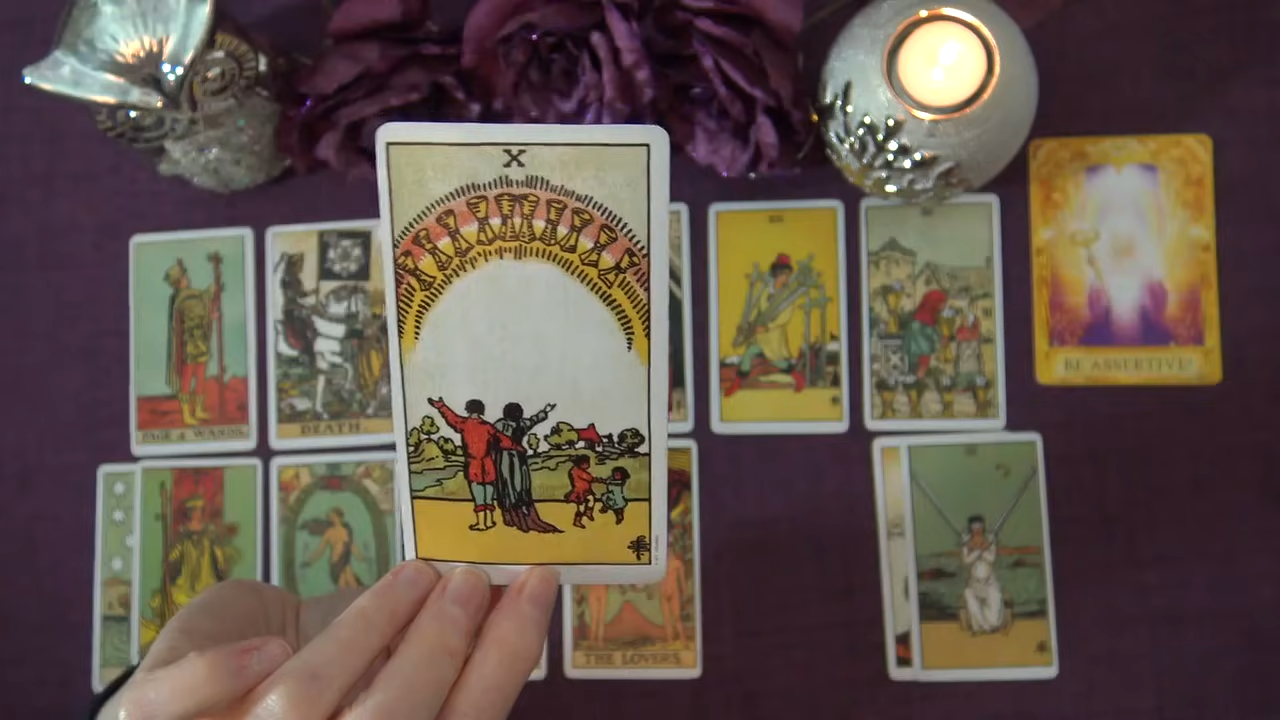 X
PAGE of WANDS.
DEATH.
BE ASSERTIVE!
THE LOVERS.